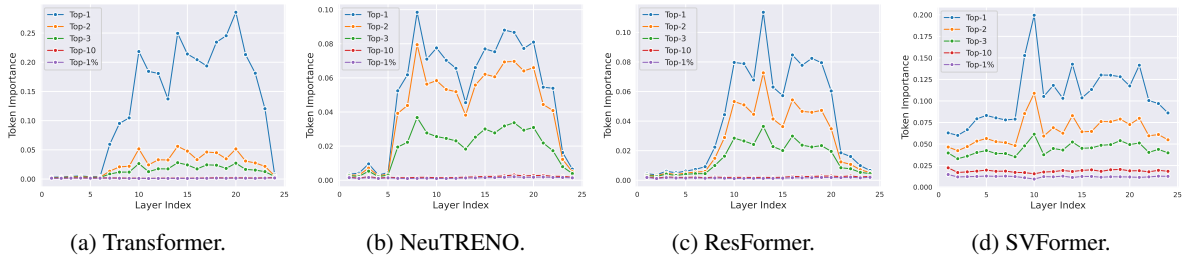 Top-1
Top-2
Top-3
Top-10
Top-1%
Token Importance
0.25
0.20
0.15
0.10
0.05
0.00
0
5
10
15
20
25
Layer Index
(a) Transformer.
Top-1
Top-2
Top-3
Top-10
Top-1%
Token Importance
0.10
0.08
0.06
0.04
0.02
0.00
0
5
10
15
20
25
Layer Index
(b) NeuTRENO.
Top-1
Top-2
Top-3
Top-10
Top-1%
Token Importance
0.10
0.08
0.06
0.04
0.02
0.00
0
5
10
15
20
25
Layer Index
(c) ResFormer.
Top-1
Top-2
Top-3
Top-10
Top-1%
Token Importance
0.200
0.175
0.150
0.125
0.100
0.075
0.050
0.025
0.000
0
5
10
15
20
25
Layer Index
(d) SVFormer.